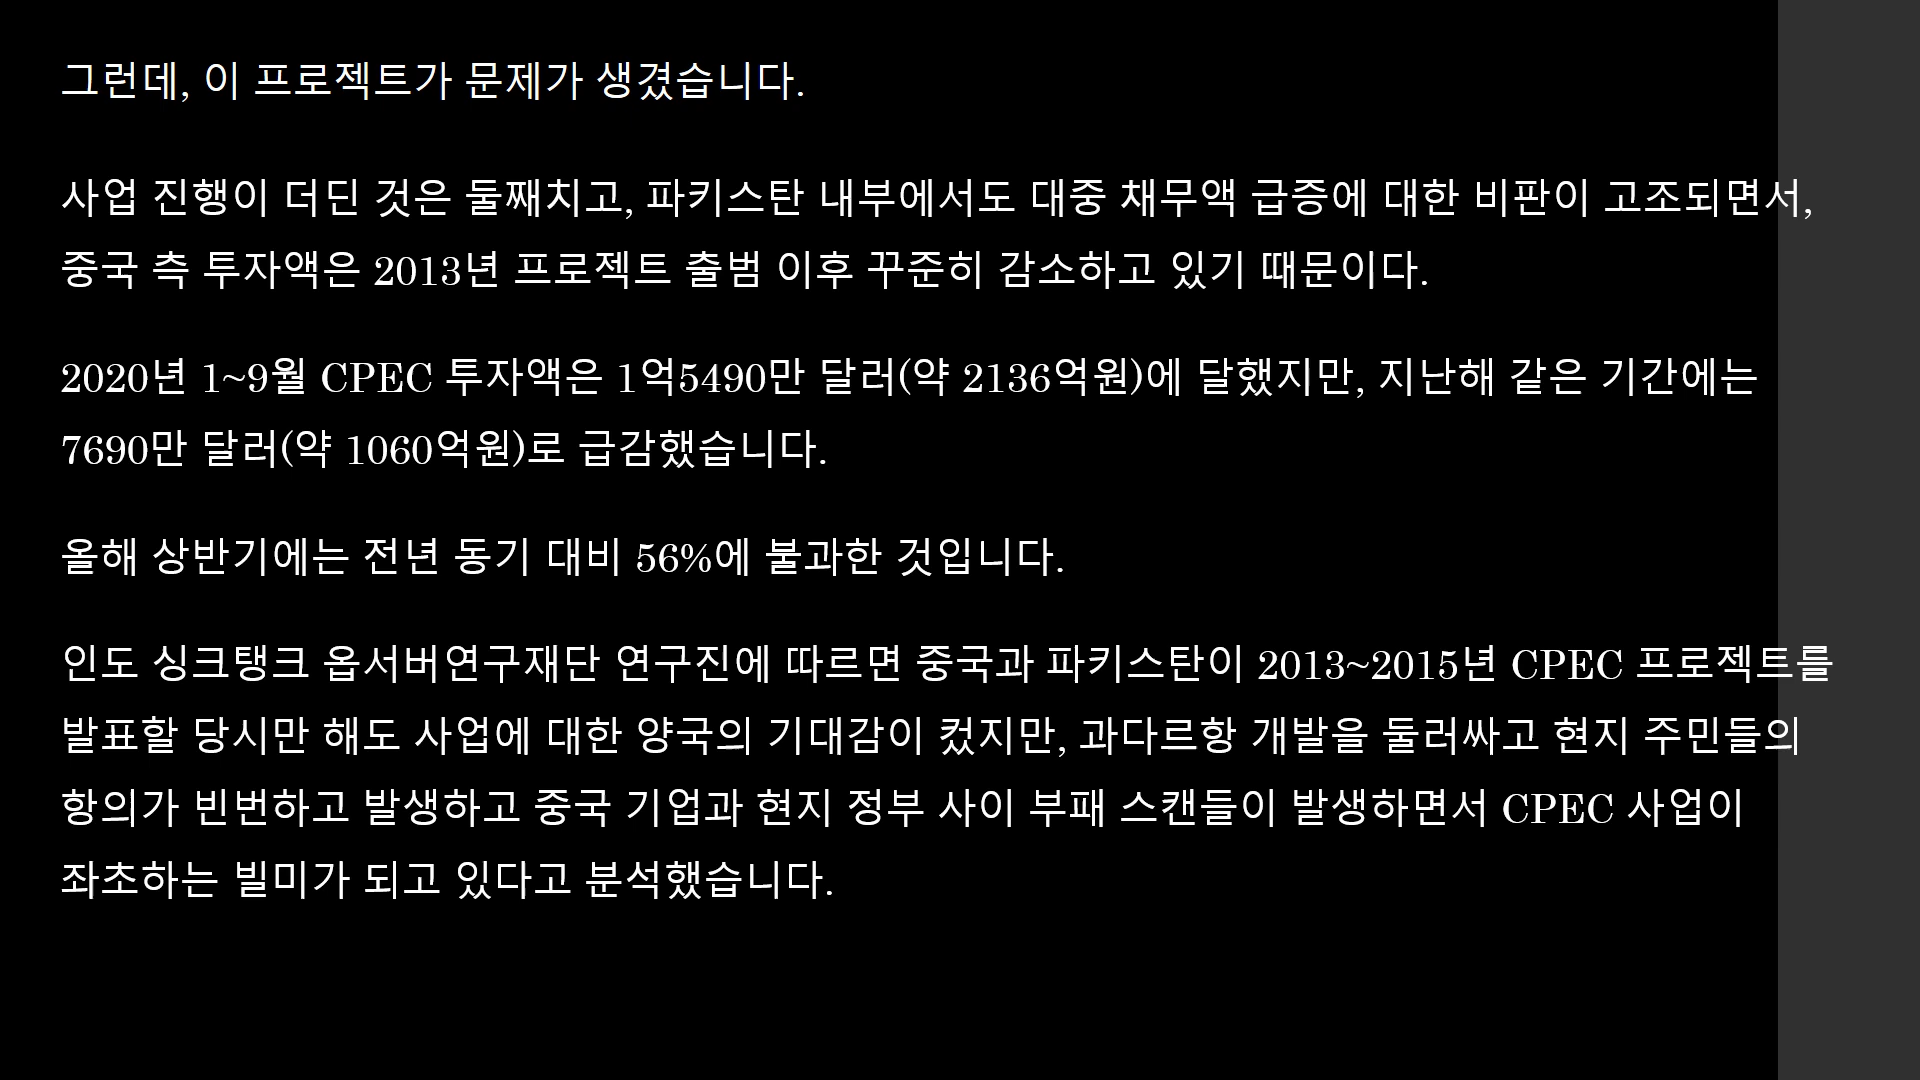 그런데, 이 프로젝트가 문제가 생겼습니다.
사업 진행이 더딘 것은 둘째치고, 파키스탄 내부에서도 대중 채무액 급증에 대한 비판이 고조되면서,
중국 측 투자액은 2013년 프로젝트 출범 이후 꾸준히 감소하고 있기 때문이다.
2020년 1~9월 CPEC 투자액은 1억5490만 달러(약 2136억원)에 달했지만, 지난해 같은 기간에는
7690만 달러(약 1060억원)로 급감했습니다.
올해 상반기에는 전년 동기 대비 56%에 불과한 것입니다.
인도 싱크탱크 옵서버연구재단 연구진에 따르면 중국과 파키스탄이 2013~2015년 CPEC 프로젝트를
발표할 당시만 해도 사업에 대한 양국의 기대감이 컸지만, 과다르항 개발을 둘러싸고 현지 주민들의
항의가 빈번하고 발생하고 중국 기업과 현지 정부 사이 부패 스캔들이 발생하면서 CPEC 사업이
좌초하는 빌미가 되고 있다고 분석했습니다.